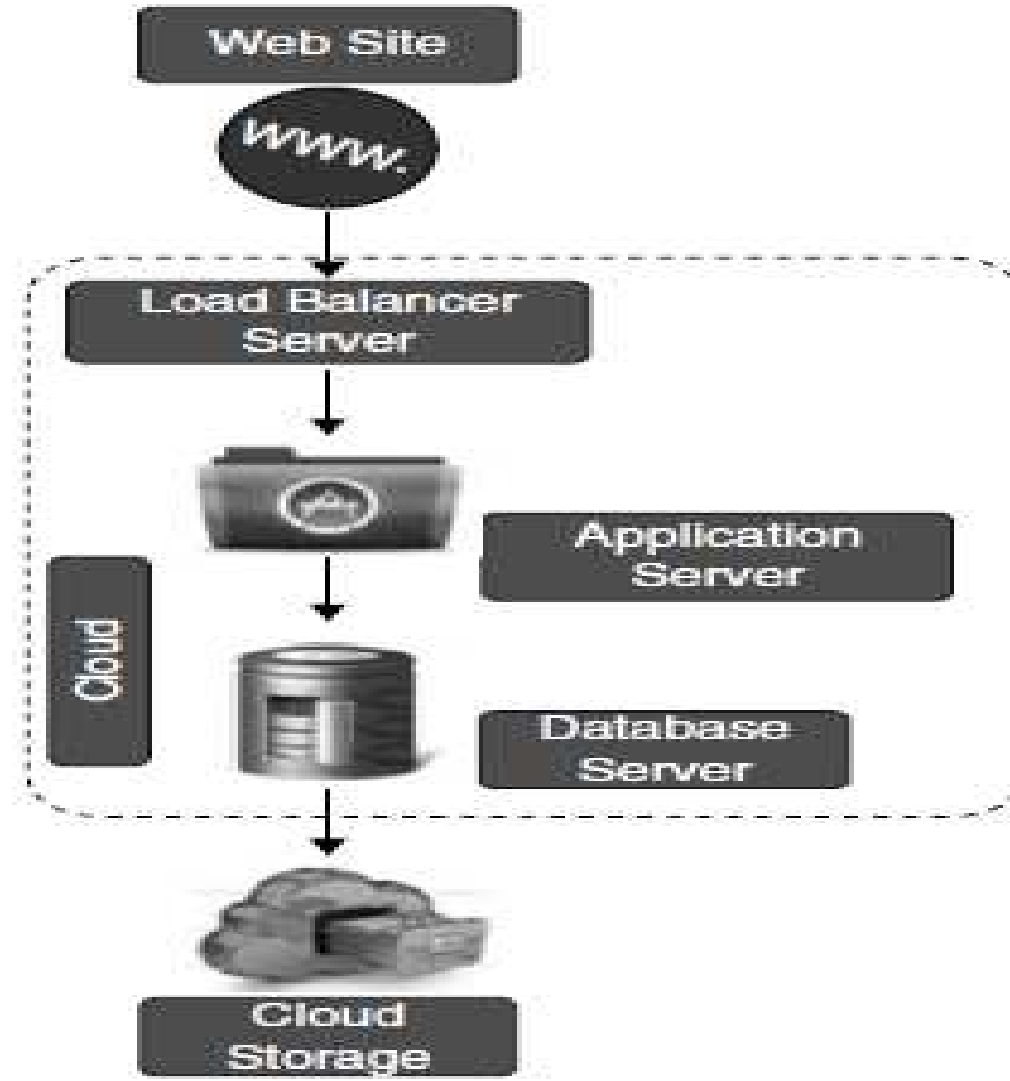 Web Site
www.
Load Balancer
Server
Application
Server
Cloud
Database
Server
Cloud
Storage